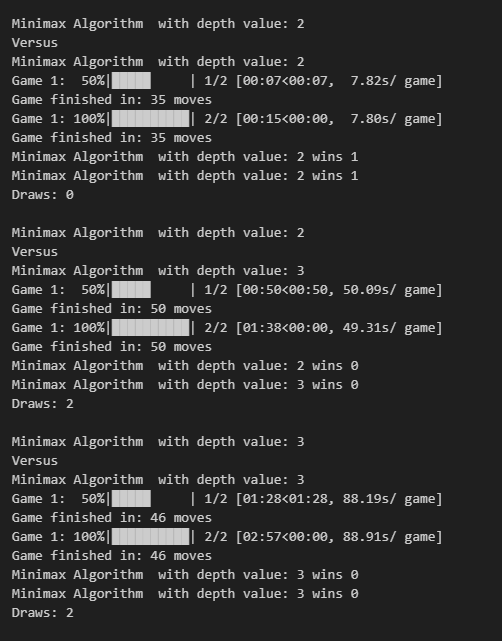 Minimax Algorithm  with depth value: 2
Versus
Minimax Algorithm  with depth value: 2
Game 1:  50%|█████     | 1/2 [00:07<00:07,  7.82s/ game]
Game finished in: 35 moves
Game 1: 100%|██████████| 2/2 [00:15<00:00,  7.80s/ game]
Game finished in: 35 moves
Minimax Algorithm  with depth value: 2 wins 1
Minimax Algorithm  with depth value: 2 wins 1
Draws: 0

Minimax Algorithm  with depth value: 2
Versus
Minimax Algorithm  with depth value: 3
Game 1:  50%|█████     | 1/2 [00:50<00:50, 50.09s/ game]
Game finished in: 50 moves
Game 1: 100%|██████████| 2/2 [01:38<00:00, 49.31s/ game]
Game finished in: 50 moves
Minimax Algorithm  with depth value: 2 wins 0
Minimax Algorithm  with depth value: 3 wins 0
Draws: 2

Minimax Algorithm  with depth value: 3
Versus
Minimax Algorithm  with depth value: 3
Game 1:  50%|█████     | 1/2 [01:28<01:28, 88.19s/ game]
Game finished in: 46 moves
Game 1: 100%|██████████| 2/2 [02:57<00:00, 88.91s/ game]
Game finished in: 46 moves
Minimax Algorithm  with depth value: 3 wins 0
Minimax Algorithm  with depth value: 3 wins 0
Draws: 2